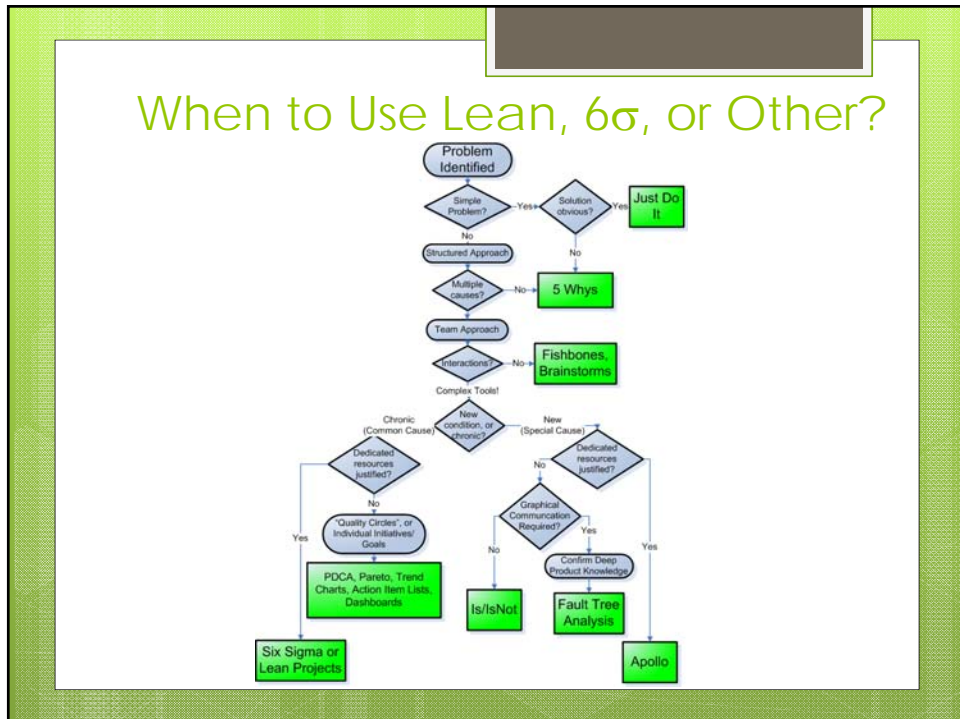 When to Use Lean, 6σ, or Other?
Problem
Identified
Simple
Problem?
Yes
Solution
obvious?
Yes
Just Do
It
No
No
Structured Approach
Multiple
causes?
No
5 Whys
Team Approach
Interactions?
No
Fishbones,
Brainstorms
Complex Tools!
New
condition, or
chronic?
Chronic
(Common Cause)
New
(Special Cause)
Dedicated
resources
justified?
Dedicated
resources
justified?
No
No
"Quality Circles", or
Individual Initiatives/
Goals
Graphical
Communcation
Required?
Yes
No
Yes
Yes
Confirm Deep
Product Knowledge
PDCA, Pareto, Trend
Charts, Action Item Lists,
Dashboards
Is/IsNot
Fault Tree
Analysis
Six Sigma or
Lean Projects
Apollo